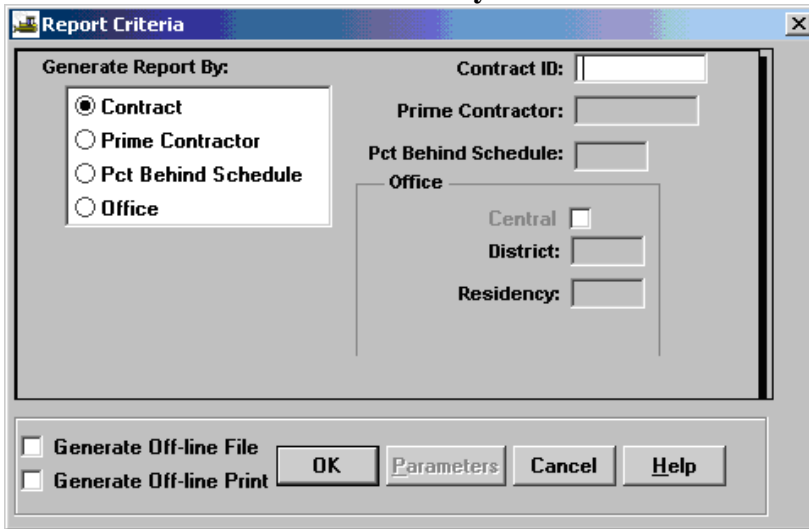 y
Report Criteria
Generate Report By:
Contract
Prime Contractor
Pct Behind Schedule
Office
Contract ID:
Prime Contractor:
Pct Behind Schedule:
Office
Central
District:
Residency:
Generate Off-line File
Generate Off-line Print
OK
Parameters
Cancel
Help